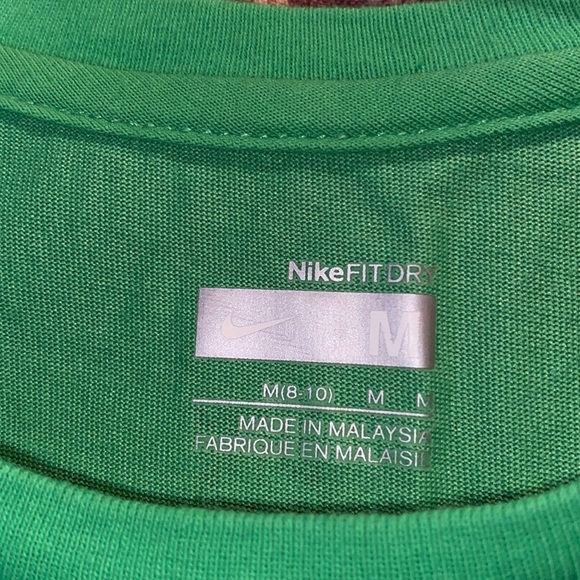 NikeFITDRY
M
M(8-10) M M
MADE IN MALAYSIA
FABRIQUE EN MALAISIE